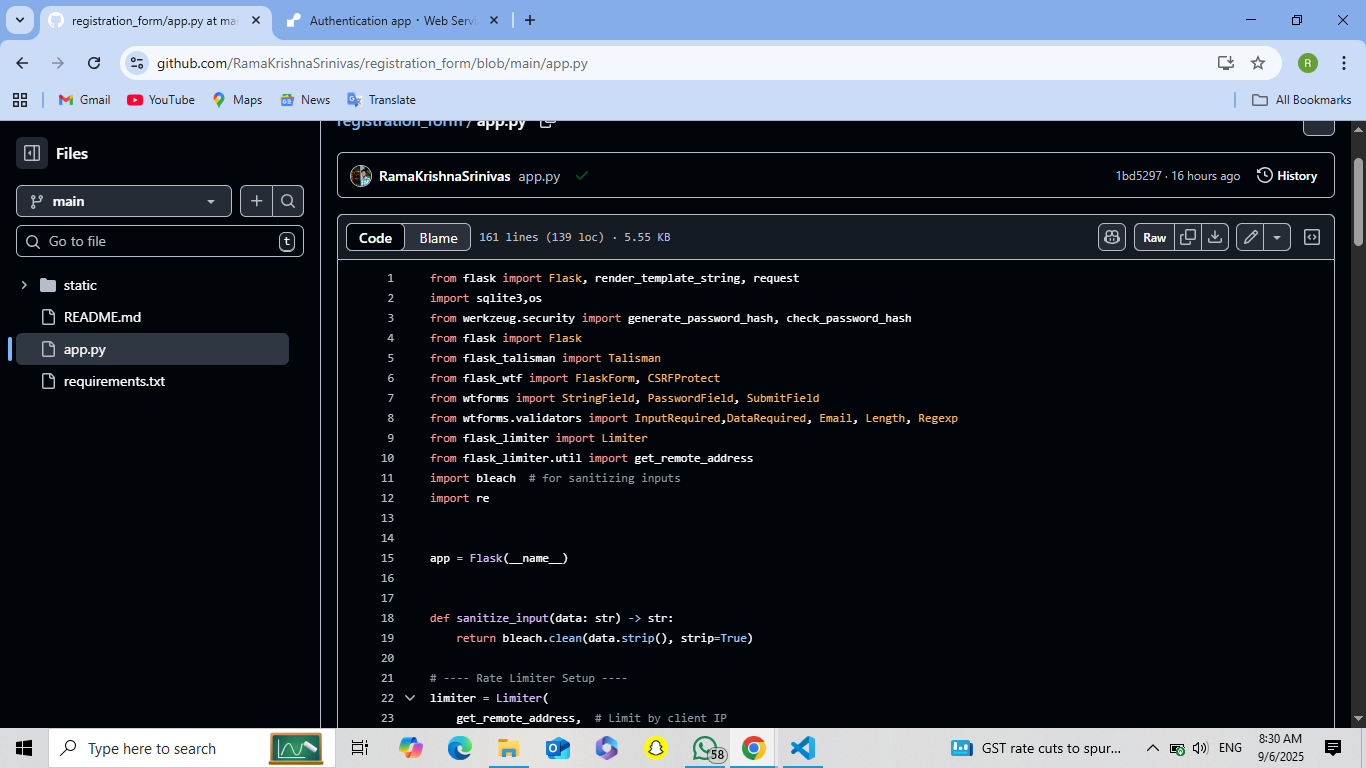 registration_form/app.py at ma
Authentication app · Web Servi
github.com/RamaKrishnaSrinivas/registration_form/blob/main/app.py
R
Gmail
YouTube
Maps
News
Translate
All Bookmarks
Files
registration_form / app.py
main
RamaKrishnaSrinivas app.py
1bd5297 · 16 hours ago
History
Go to file
t
Code
Blame
161 lines (139 loc) · 5.55 KB
Raw
static
README.md
app.py
requirements.txt
1 from flask import Flask, render_template_string, request
2 import sqlite3,os
3 from werkzeug.security import generate_password_hash, check_password_hash
4 from flask import Flask
5 from flask_talisman import Talisman
6 from flask_wtf import FlaskForm, CSRFProtect
7 from wtforms import StringField, PasswordField, SubmitField
8 from wtforms.validators import InputRequired,DataRequired, Email, Length, Regexp
9 from flask_limiter import Limiter
10 from flask_limiter.util import get_remote_address
11 import bleach  # for sanitizing inputs
12 import re
13
14
15 app = Flask(__name__)
16
17
18 def sanitize_input(data: str) -> str:
19     return bleach.clean(data.strip(), strip=True)
20
21 # ---- Rate Limiter Setup ----
22 limiter = Limiter(
23     get_remote_address,  # Limit by client IP
Type here to search
58
GST rate cuts to spur...
ENG
8:30 AM
9/6/2025